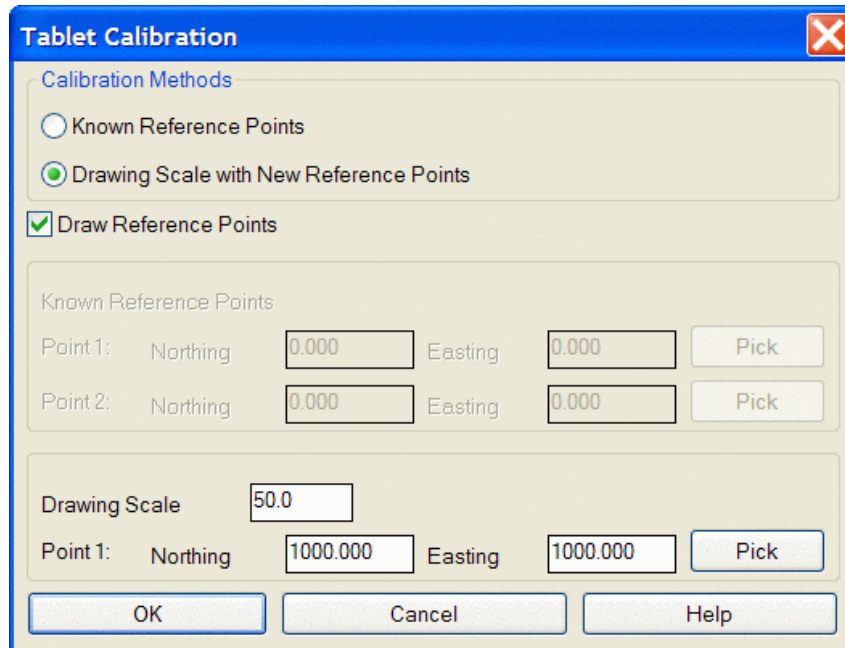 Tablet Calibration
Calibration Methods
Known Reference Points
Drawing Scale with New Reference Points
Draw Reference Points
Known Reference Points
Point 1: Northing 0.000 Easting 0.000 Pick
Point 2: Northing 0.000 Easting 0.000 Pick
Drawing Scale 50.0
Point 1: Northing 1000.000 Easting 1000.000 Pick
OK Cancel Help